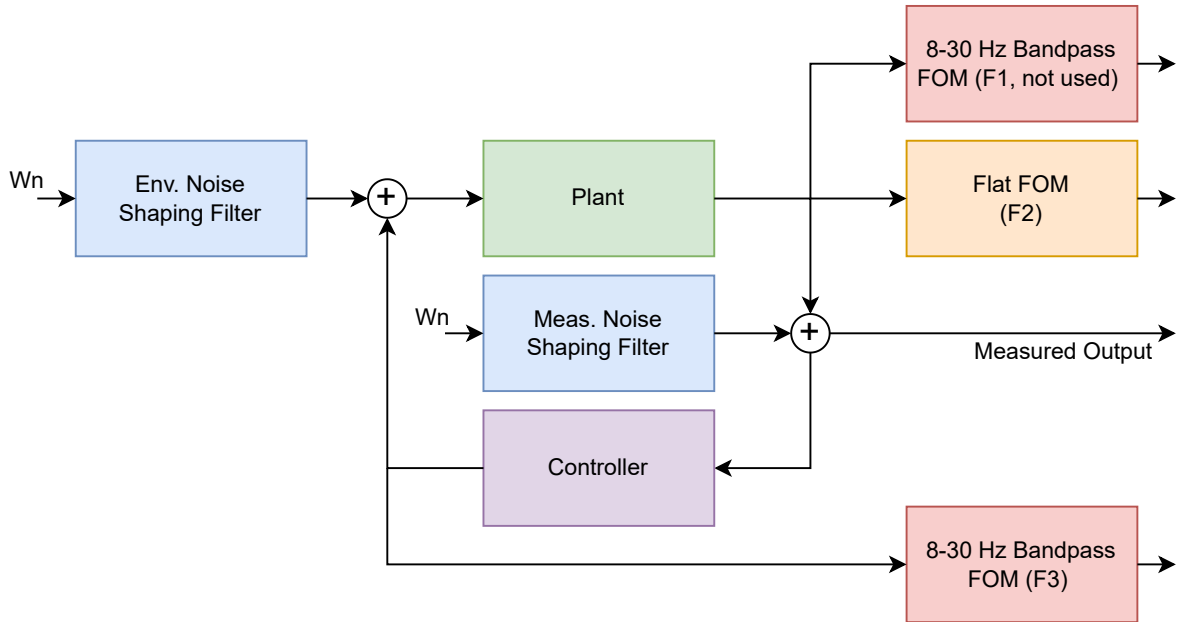 8-30 Hz Bandpass
FOM (F1, not used)
Wn
Env. Noise
Shaping Filter
+
Plant
Flat FOM
(F2)
Wn
Meas. Noise
Shaping Filter
+
Measured Output
Controller
8-30 Hz Bandpass
FOM (F3)